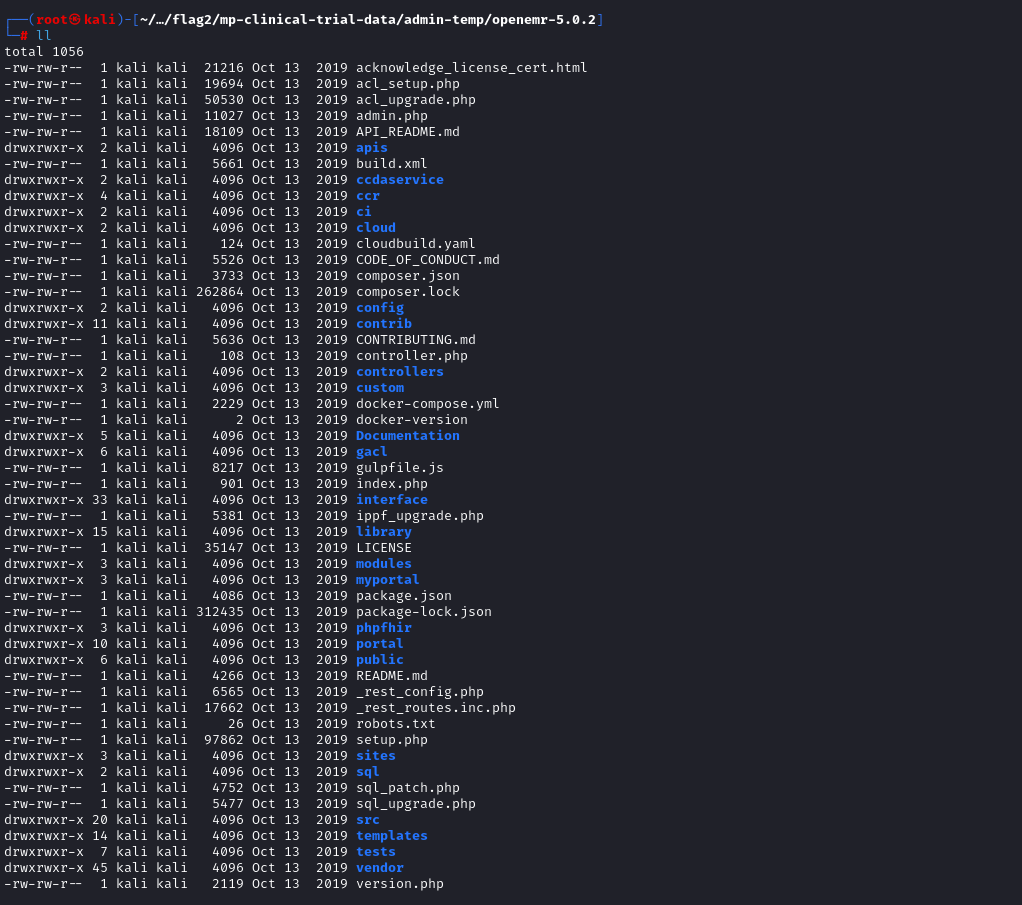 ┌──(root㉿kali)-[~/…/flag2/mp-clinical-trial-data/admin-temp/openemr-5.0.2]
└─# ll
total 1056
-rw-rw-r-- 1 kali kali 21216 Oct 13 2019 acknowledge_license_cert.html
-rw-rw-r-- 1 kali kali 19694 Oct 13 2019 acl_setup.php
-rw-rw-r-- 1 kali kali 50530 Oct 13 2019 acl_upgrade.php
-rw-rw-r-- 1 kali kali 11027 Oct 13 2019 admin.php
-rw-rw-r-- 1 kali kali 18109 Oct 13 2019 API_README.md
drwxrwxr-x 2 kali kali 4096 Oct 13 2019 apis
-rw-rw-r-- 1 kali kali 5661 Oct 13 2019 build.xml
drwxrwxr-x 2 kali kali 4096 Oct 13 2019 ccdaservice
drwxrwxr-x 4 kali kali 4096 Oct 13 2019 ccr
drwxrwxr-x 2 kali kali 4096 Oct 13 2019 ci
drwxrwxr-x 2 kali kali 4096 Oct 13 2019 cloud
-rw-rw-r-- 1 kali kali 124 Oct 13 2019 cloudbuild.yaml
-rw-rw-r-- 1 kali kali 5526 Oct 13 2019 CODE_OF_CONDUCT.md
-rw-rw-r-- 1 kali kali 3733 Oct 13 2019 composer.json
-rw-rw-r-- 1 kali kali 262864 Oct 13 2019 composer.lock
drwxrwxr-x 2 kali kali 4096 Oct 13 2019 config
drwxrwxr-x 11 kali kali 4096 Oct 13 2019 contrib
-rw-rw-r-- 1 kali kali 5636 Oct 13 2019 CONTRIBUTING.md
-rw-rw-r-- 1 kali kali 108 Oct 13 2019 controller.php
drwxrwxr-x 2 kali kali 4096 Oct 13 2019 controllers
drwxrwxr-x 3 kali kali 4096 Oct 13 2019 custom
-rw-rw-r-- 1 kali kali 2229 Oct 13 2019 docker-compose.yml
-rw-rw-r-- 1 kali kali 2 Oct 13 2019 docker-version
drwxrwxr-x 5 kali kali 4096 Oct 13 2019 Documentation
drwxrwxr-x 6 kali kali 4096 Oct 13 2019 gacl
-rw-rw-r-- 1 kali kali 8217 Oct 13 2019 gulpfile.js
-rw-rw-r-- 1 kali kali 901 Oct 13 2019 index.php
drwxrwxr-x 33 kali kali 4096 Oct 13 2019 interface
-rw-rw-r-- 1 kali kali 5381 Oct 13 2019 ippf_upgrade.php
drwxrwxr-x 15 kali kali 4096 Oct 13 2019 library
-rw-rw-r-- 1 kali kali 35147 Oct 13 2019 LICENSE
drwxrwxr-x 3 kali kali 4096 Oct 13 2019 modules
drwxrwxr-x 3 kali kali 4096 Oct 13 2019 myportal
-rw-rw-r-- 1 kali kali 4086 Oct 13 2019 package.json
-rw-rw-r-- 1 kali kali 312435 Oct 13 2019 package-lock.json
drwxrwxr-x 3 kali kali 4096 Oct 13 2019 phpfhir
drwxrwxr-x 10 kali kali 4096 Oct 13 2019 portal
drwxrwxr-x 6 kali kali 4096 Oct 13 2019 public
-rw-rw-r-- 1 kali kali 4266 Oct 13 2019 README.md
-rw-rw-r-- 1 kali kali 6565 Oct 13 2019 _rest_config.php
-rw-rw-r-- 1 kali kali 17662 Oct 13 2019 _rest_routes.inc.php
-rw-rw-r-- 1 kali kali 26 Oct 13 2019 robots.txt
-rw-rw-r-- 1 kali kali 97862 Oct 13 2019 setup.php
drwxrwxr-x 3 kali kali 4096 Oct 13 2019 sites
drwxrwxr-x 2 kali kali 4096 Oct 13 2019 sql
-rw-rw-r-- 1 kali kali 4752 Oct 13 2019 sql_patch.php
-rw-rw-r-- 1 kali kali 5477 Oct 13 2019 sql_upgrade.php
drwxrwxr-x 20 kali kali 4096 Oct 13 2019 src
drwxrwxr-x 14 kali kali 4096 Oct 13 2019 templates
drwxrwxr-x 7 kali kali 4096 Oct 13 2019 tests
drwxrwxr-x 45 kali kali 4096 Oct 13 2019 vendor
-rw-rw-r-- 1 kali kali 2119 Oct 13 2019 version.php